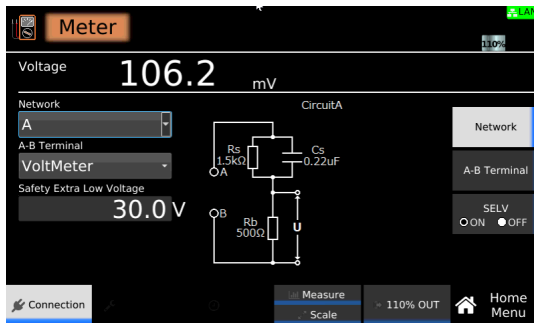 Meter
LAN
110%
Voltage
106.2 mV
Network
A
A-B Terminal
VoltMeter
Safety Extra Low Voltage
30.0 V
CircuitA
Rs
1.5kΩ
Cs
0.22uF
A
B
Rb
500Ω
U
Network
A-B Terminal
SELV
ON OFF
Connection
Measure
Scale
110% OUT
Home
Menu